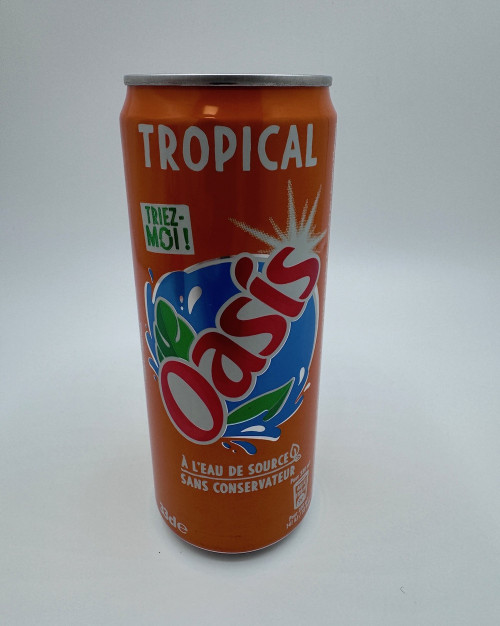 TROPICAL
TRIEZ-
MOI !
Oasis
À L'EAU DE SOURCE
SANS CONSERVATEUR